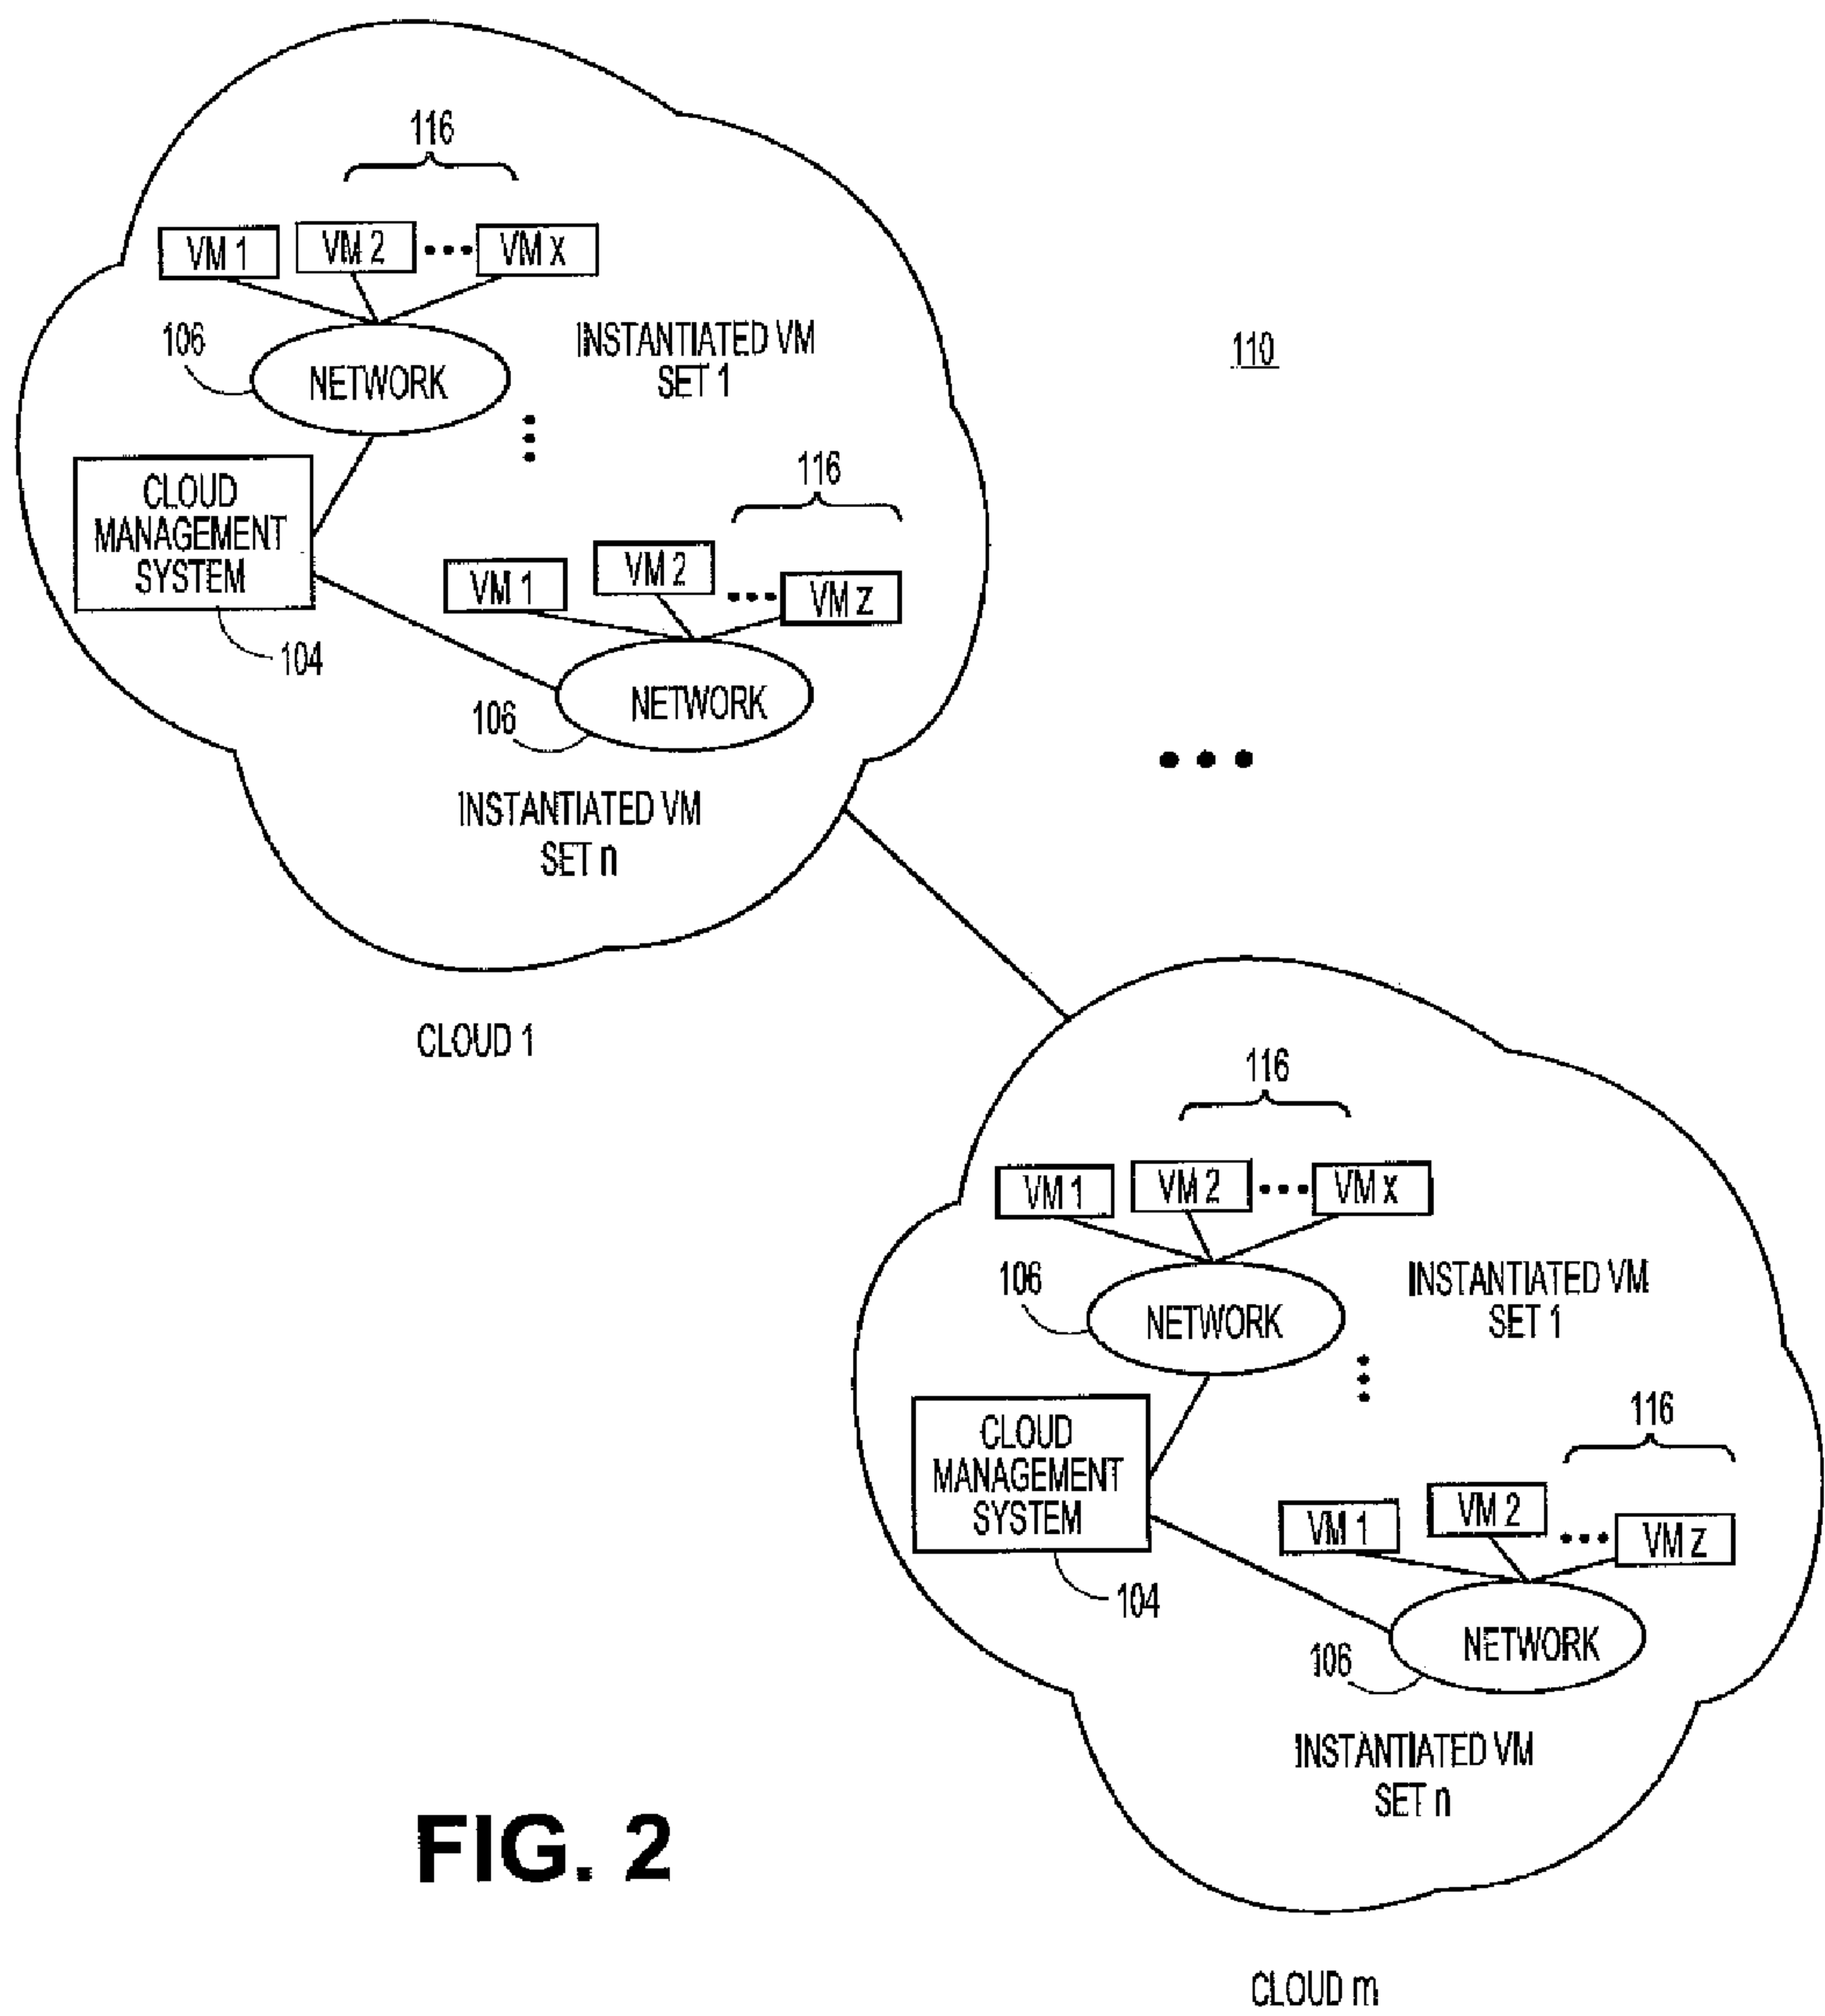 116
VM 1
VM 2
VM x
106
NETWORK
INSTANTIATED VM
SET 1
110
CLOUD
MANAGEMENT
SYSTEM
104
116
VM 1
VM 2
VM z
106
NETWORK
INSTANTIATED VM
SET n
CLOUD 1
116
VM 1
VM 2
VM x
106
NETWORK
INSTANTIATED VM
SET 1
CLOUD
MANAGEMENT
SYSTEM
104
116
VM 1
VM 2
VM z
106
NETWORK
INSTANTIATED VM
SET n
FIG. 2
CLOUD m